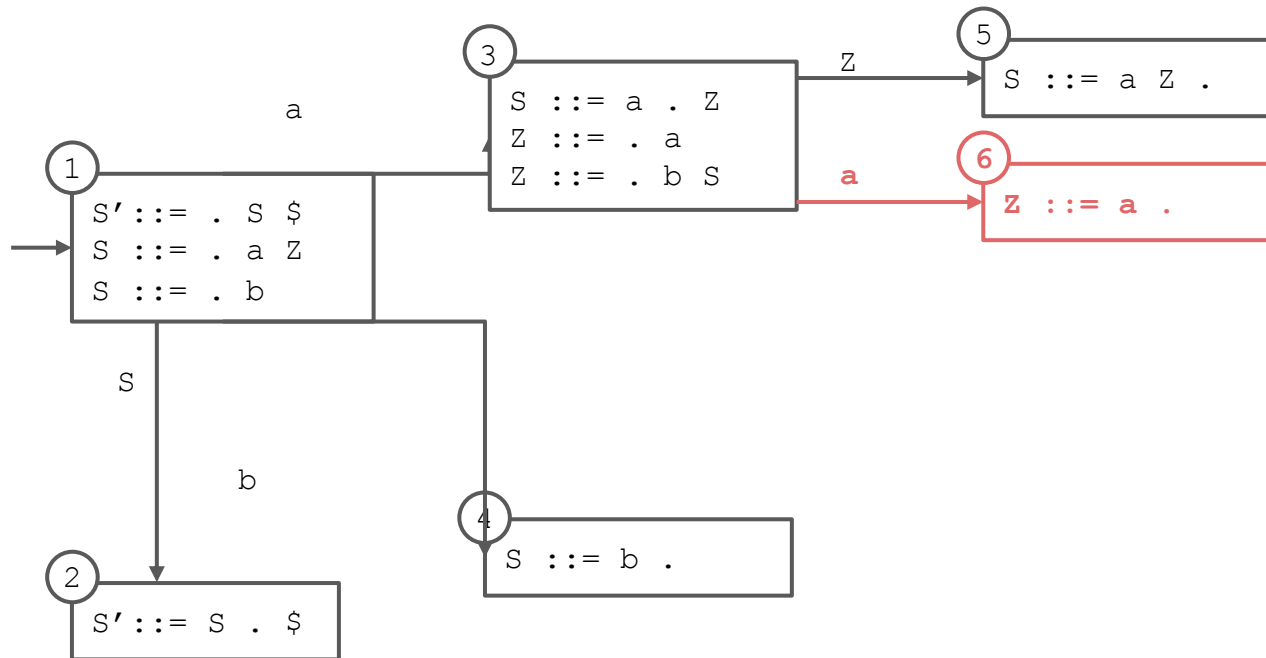 5
3
Z
S ::= a Z .
S ::= a . Z
a
Z ::= . a
6
1
Z ::= . b S
a
Z ::= a .
S’::= . S $
S ::= . a Z
S ::= . b
S
b
4
S ::= b .
2
S’::= S . $